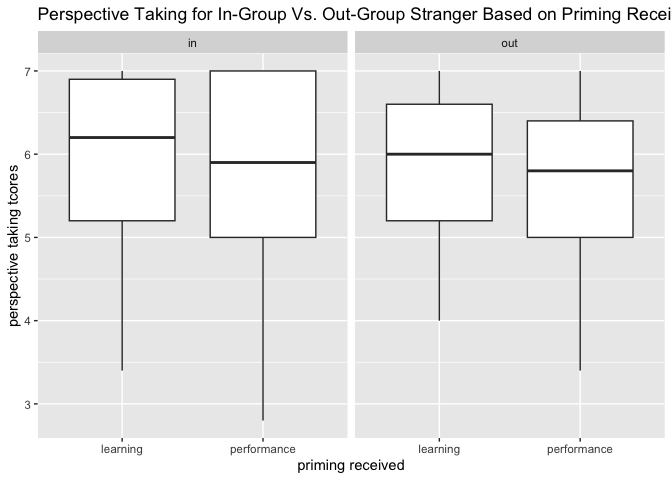 Perspective Taking for In-Group Vs. Out-Group Stranger Based on Priming Recei
in out
7
6
5
4
3
perspective taking tcores
learning performance learning performance
priming received